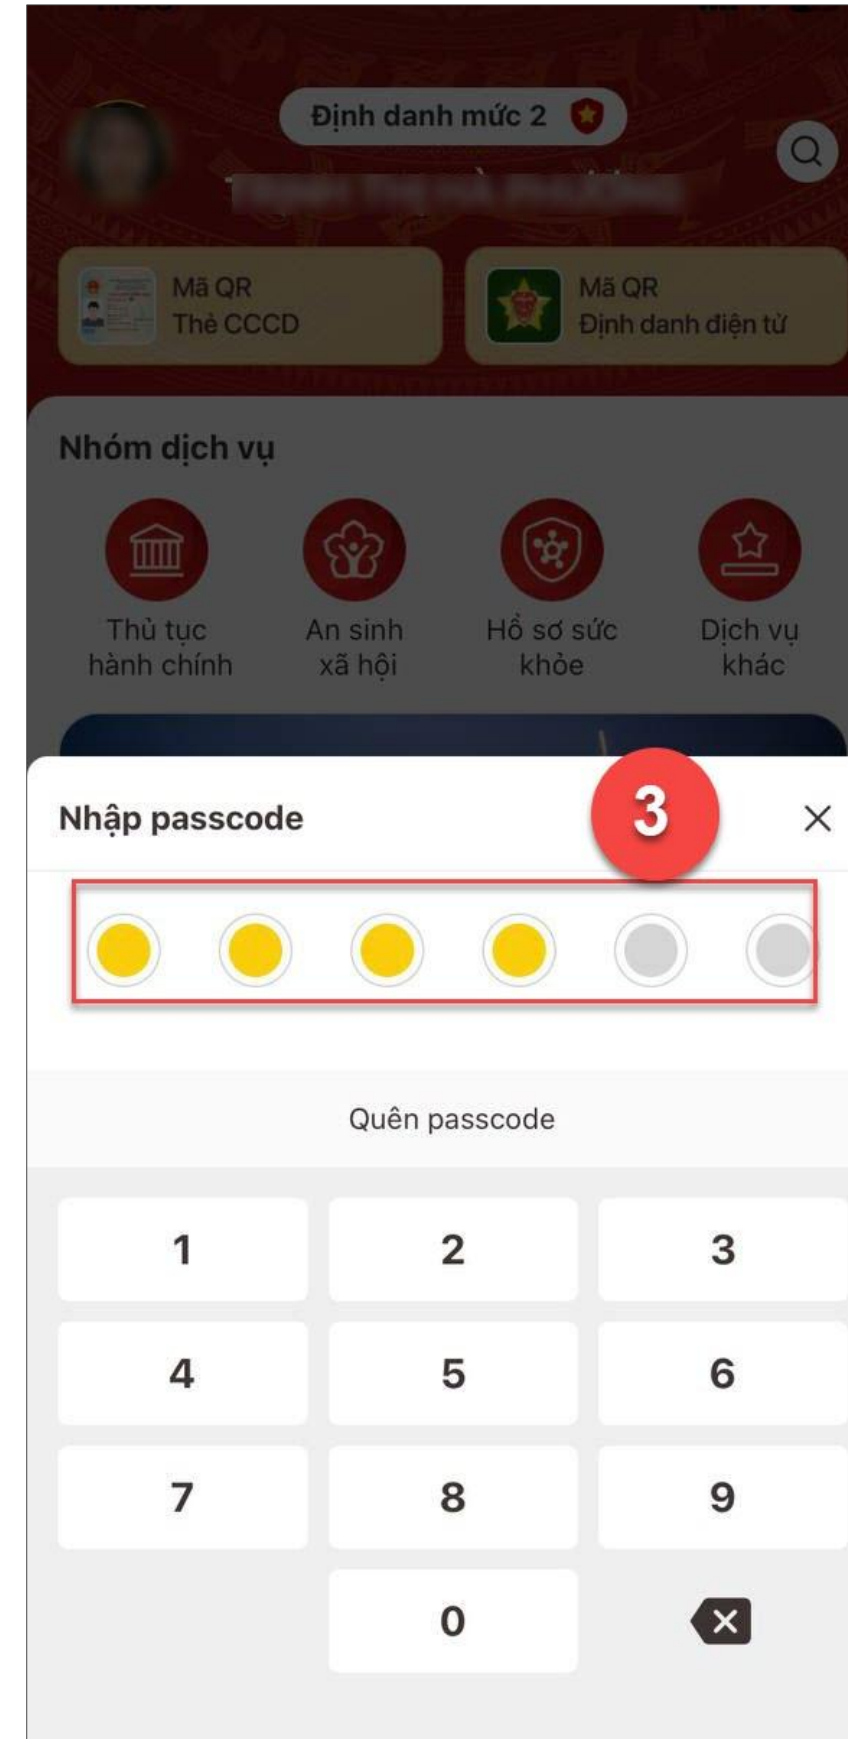 Định danh mức 2
Mã QR
Thẻ CCCD
Mã QR
Định danh điện tử
Nhóm dịch vụ
Thủ tục
hành chính
An sinh
xã hội
Hồ sơ sức
khỏe
Dịch vụ
khác
Nhập passcode
3
Quên passcode
1
2
3
4
5
6
7
8
9
0